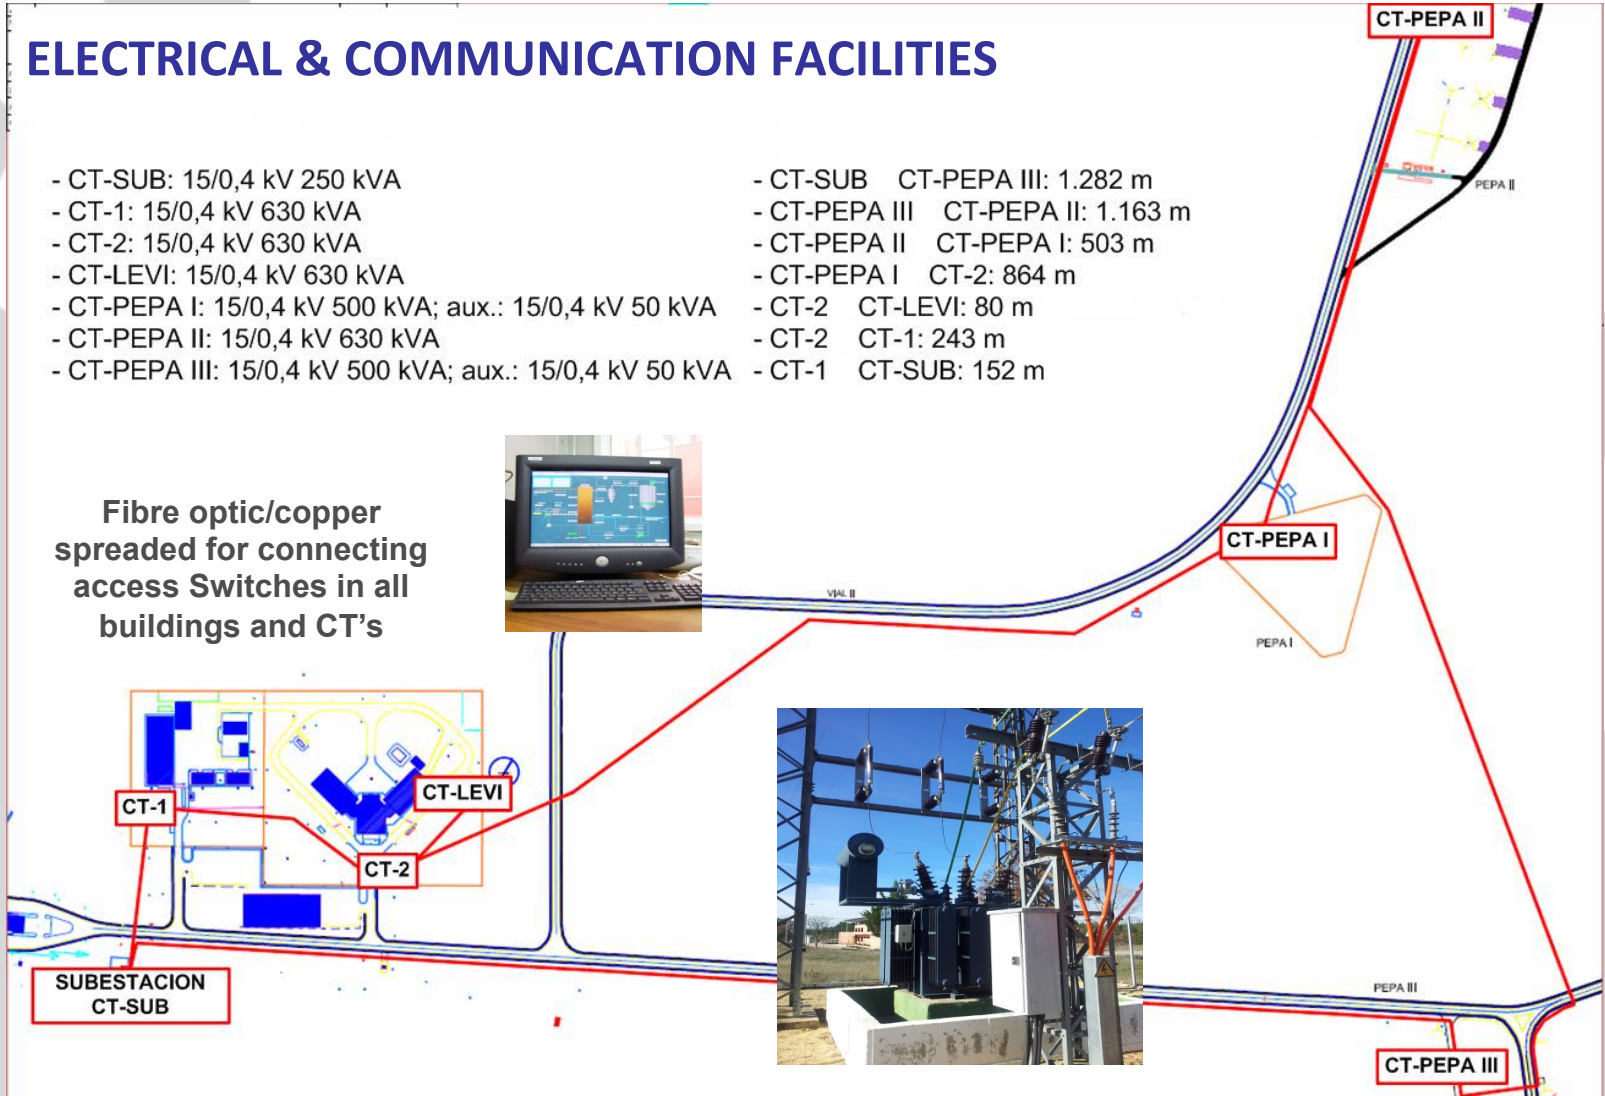 ELECTRICAL & COMMUNICATION FACILITIES
- CT-SUB: 15/0,4 kV 250 kVA
- CT-1: 15/0,4 kV 630 kVA
- CT-2: 15/0,4 kV 630 kVA
- CT-LEVI: 15/0,4 kV 630 kVA
- CT-PEPA I: 15/0,4 kV 500 kVA; aux.: 15/0,4 kV 50 kVA
- CT-PEPA II: 15/0,4 kV 630 kVA
- CT-PEPA III: 15/0,4 kV 500 kVA; aux.: 15/0,4 kV 50 kVA
- CT-SUB CT-PEPA III: 1.282 m
- CT-PEPA III CT-PEPA II: 1.163 m
- CT-PEPA II CT-PEPA I: 503 m
- CT-PEPA I CT-2: 864 m
- CT-2 CT-LEVI: 80 m
- CT-2 CT-1: 243 m
- CT-1 CT-SUB: 152 m
Fibre optic/copper
spreaded for connecting
access Switches in all
buildings and CT's
CT-PEPA II
PEPA II
CT-PEPA I
PEPA I
VIAL II
CT-LEVI
CT-1
CT-2
SUBESTACION
CT-SUB
PEPA III
CT-PEPA III